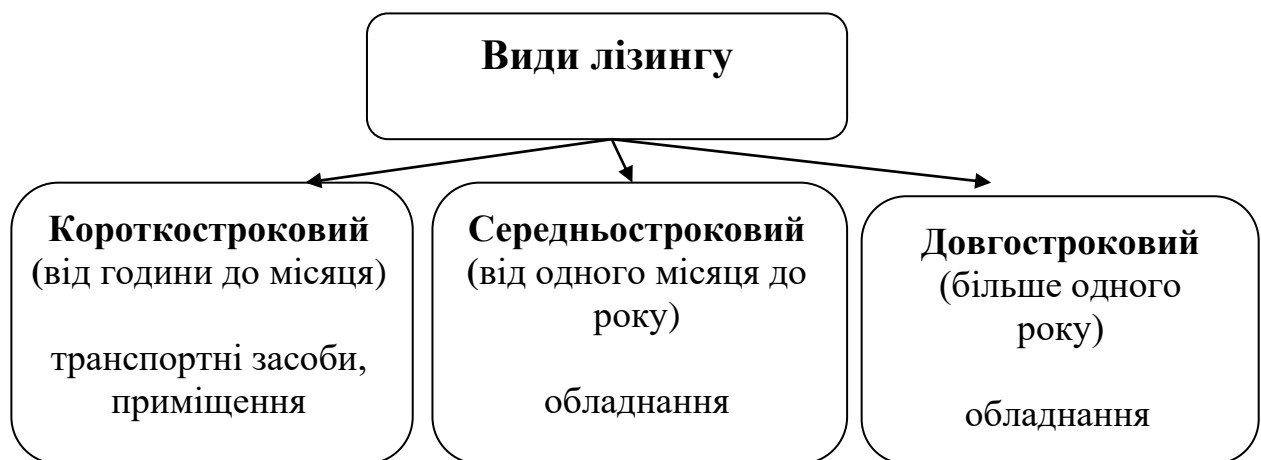 Види лізингу
Короткостроковий
(від години до місяця)
транспортні засоби,
приміщення
Середньостроковий
(від одного місяця до
року)
обладнання
Довгостроковий
(більше одного
року)
обладнання